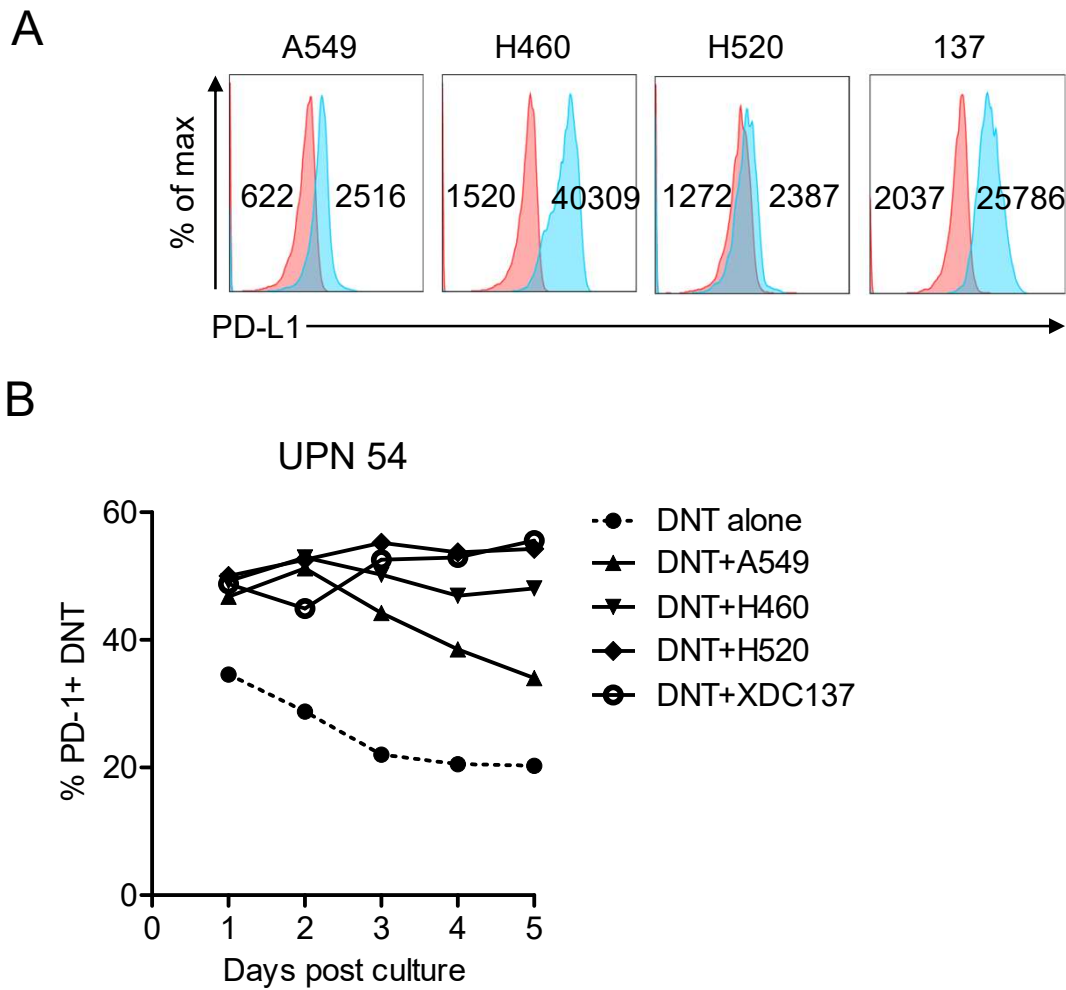 A
A549 H460 H520 137
% of max
622 2516 1520 40309 1272 2387 2037 25786
PD-L1
B
UPN 54
% PD-1+ DNT
60
40
20
0
0 1 2 3 4 5
Days post culture
DNT alone
DNT+A549
DNT+H460
DNT+H520
DNT+XDC137